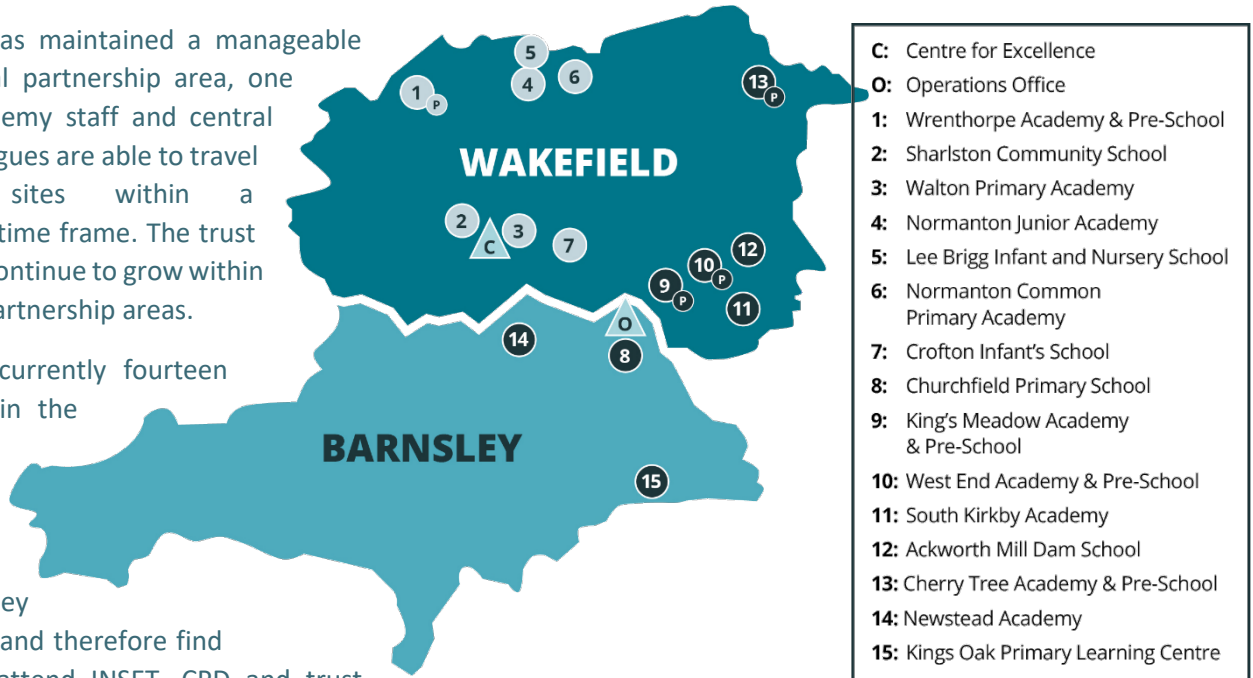 as maintained a manageable
l partnership area, one
emy staff and central
gues are able to travel
sites within a
time frame. The trust
ontinue to grow within
artnership areas.
currently fourteen
in the
ey
and therefore find
attend INSET, CPD and trust
WAKEFIELD
BARNSLEY
5
4
6
1
P
13
P
2
C
3
7
12
10
P
9
P
11
O
14
8
15
C: Centre for Excellence
O: Operations Office
1: Wrenthorpe Academy & Pre-School
2: Sharlston Community School
3: Walton Primary Academy
4: Normanton Junior Academy
5: Lee Brigg Infant and Nursery School
6: Normanton Common
Primary Academy
7: Crofton Infant's School
8: Churchfield Primary School
9: King's Meadow Academy
& Pre-School
10: West End Academy & Pre-School
11: South Kirkby Academy
12: Ackworth Mill Dam School
13: Cherry Tree Academy & Pre-School
14: Newstead Academy
15: Kings Oak Primary Learning Centre